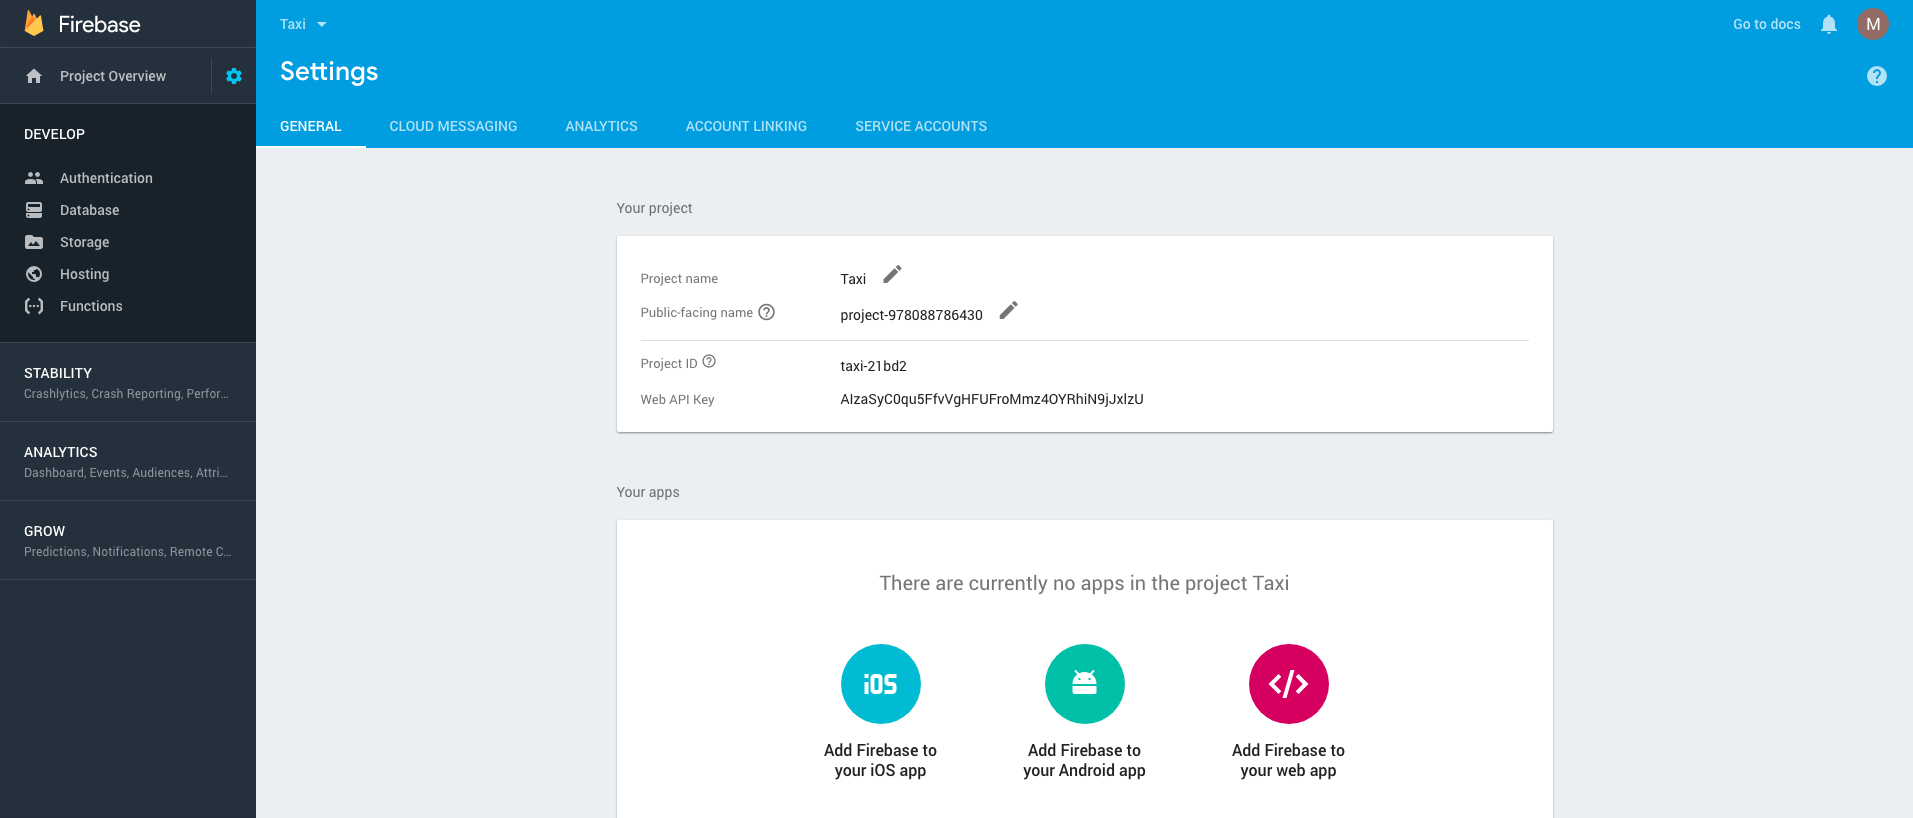 Firebase
Taxi
Go to docs
M
Project Overview
Settings
GENERAL
CLOUD MESSAGING
ANALYTICS
ACCOUNT LINKING
SERVICE ACCOUNTS
DEVELOP
Authentication
Database
Storage
Hosting
Functions
STABILITY
Crashlytics, Crash Reporting, Perfor...
ANALYTICS
Dashboard, Events, Audiences, Attri...
GROW
Predictions, Notifications, Remote C...
Your project
Project name Taxi
Public-facing name project-978088786430
Project ID taxi-21bd2
Web API Key AIzaSyC0qu5FfvVgHFUFroMmz4OYRhiN9jJxlzU
Your apps
There are currently no apps in the project Taxi
iOS
Add Firebase to
your iOS app
Add Firebase to
your Android app
</>
Add Firebase to
your web app